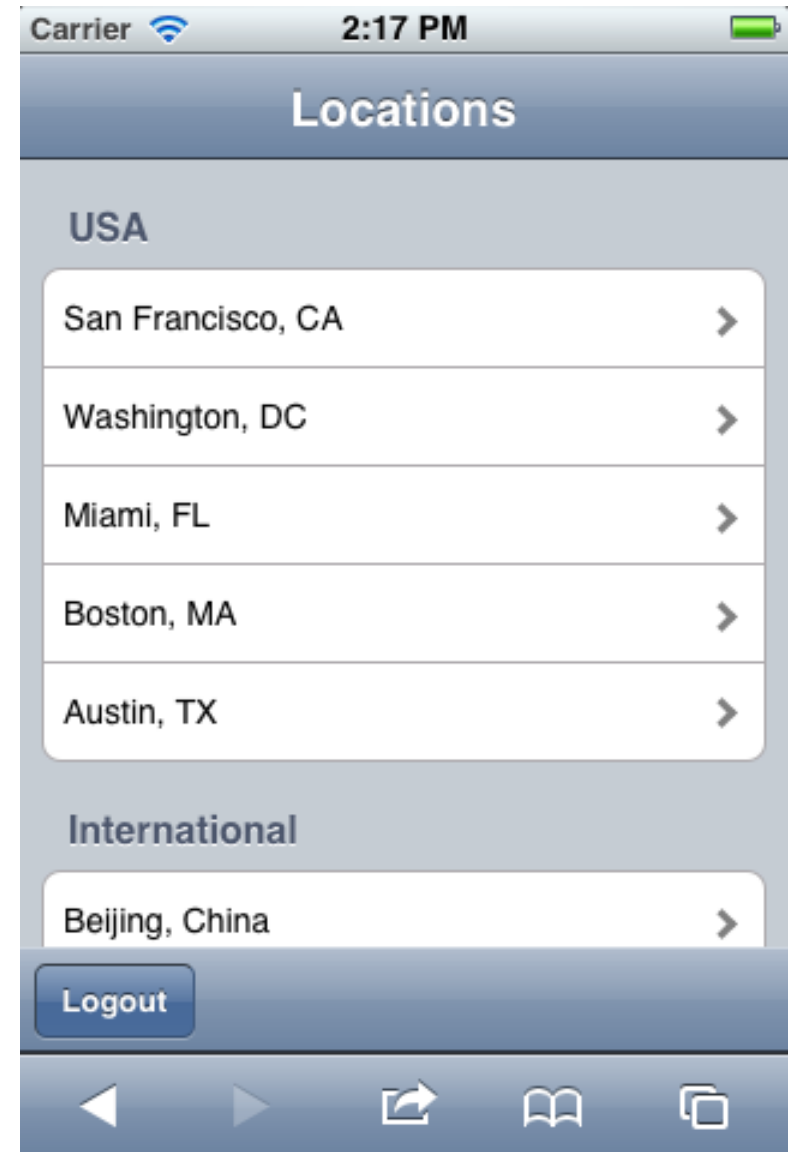 Carrier 2:17 PM
Locations
USA
San Francisco, CA
Washington, DC
Miami, FL
Boston, MA
Austin, TX
International
Beijing, China
Logout